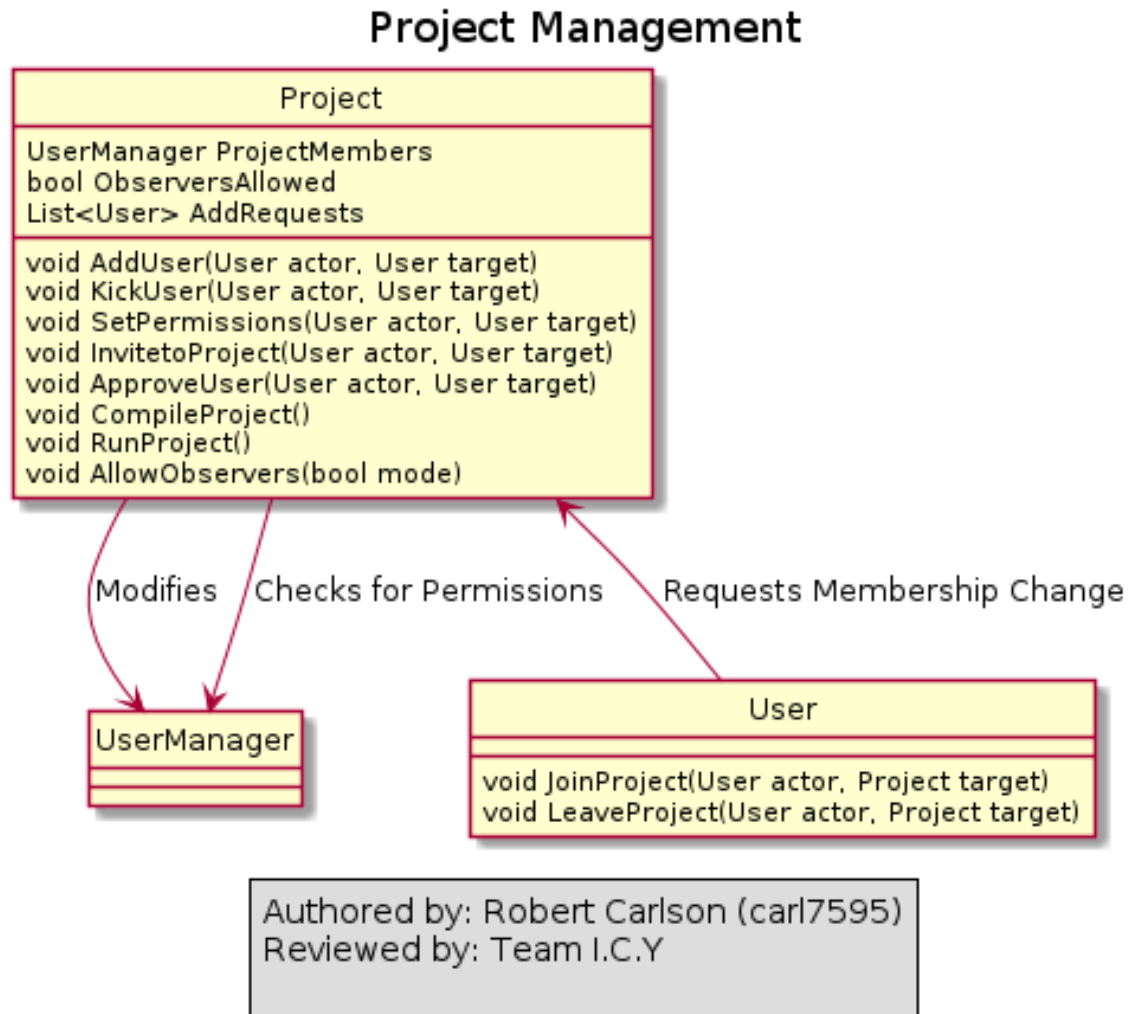 Project Management
Project
UserManager ProjectMembers
bool ObserversAllowed
List<User> AddRequests
void AddUser(User actor, User target)
void KickUser(User actor, User target)
void SetPermissions(User actor, User target)
void InvitetoProject(User actor, User target)
void ApproveUser(User actor, User target)
void CompileProject()
void RunProject()
void AllowObservers(bool mode)
Modifies
Checks for Permissions
Requests Membership Change
UserManager
User
void JoinProject(User actor, Project target)
void LeaveProject(User actor, Project target)
Authored by: Robert Carlson (carl7595)
Reviewed by: Team I.C.Y